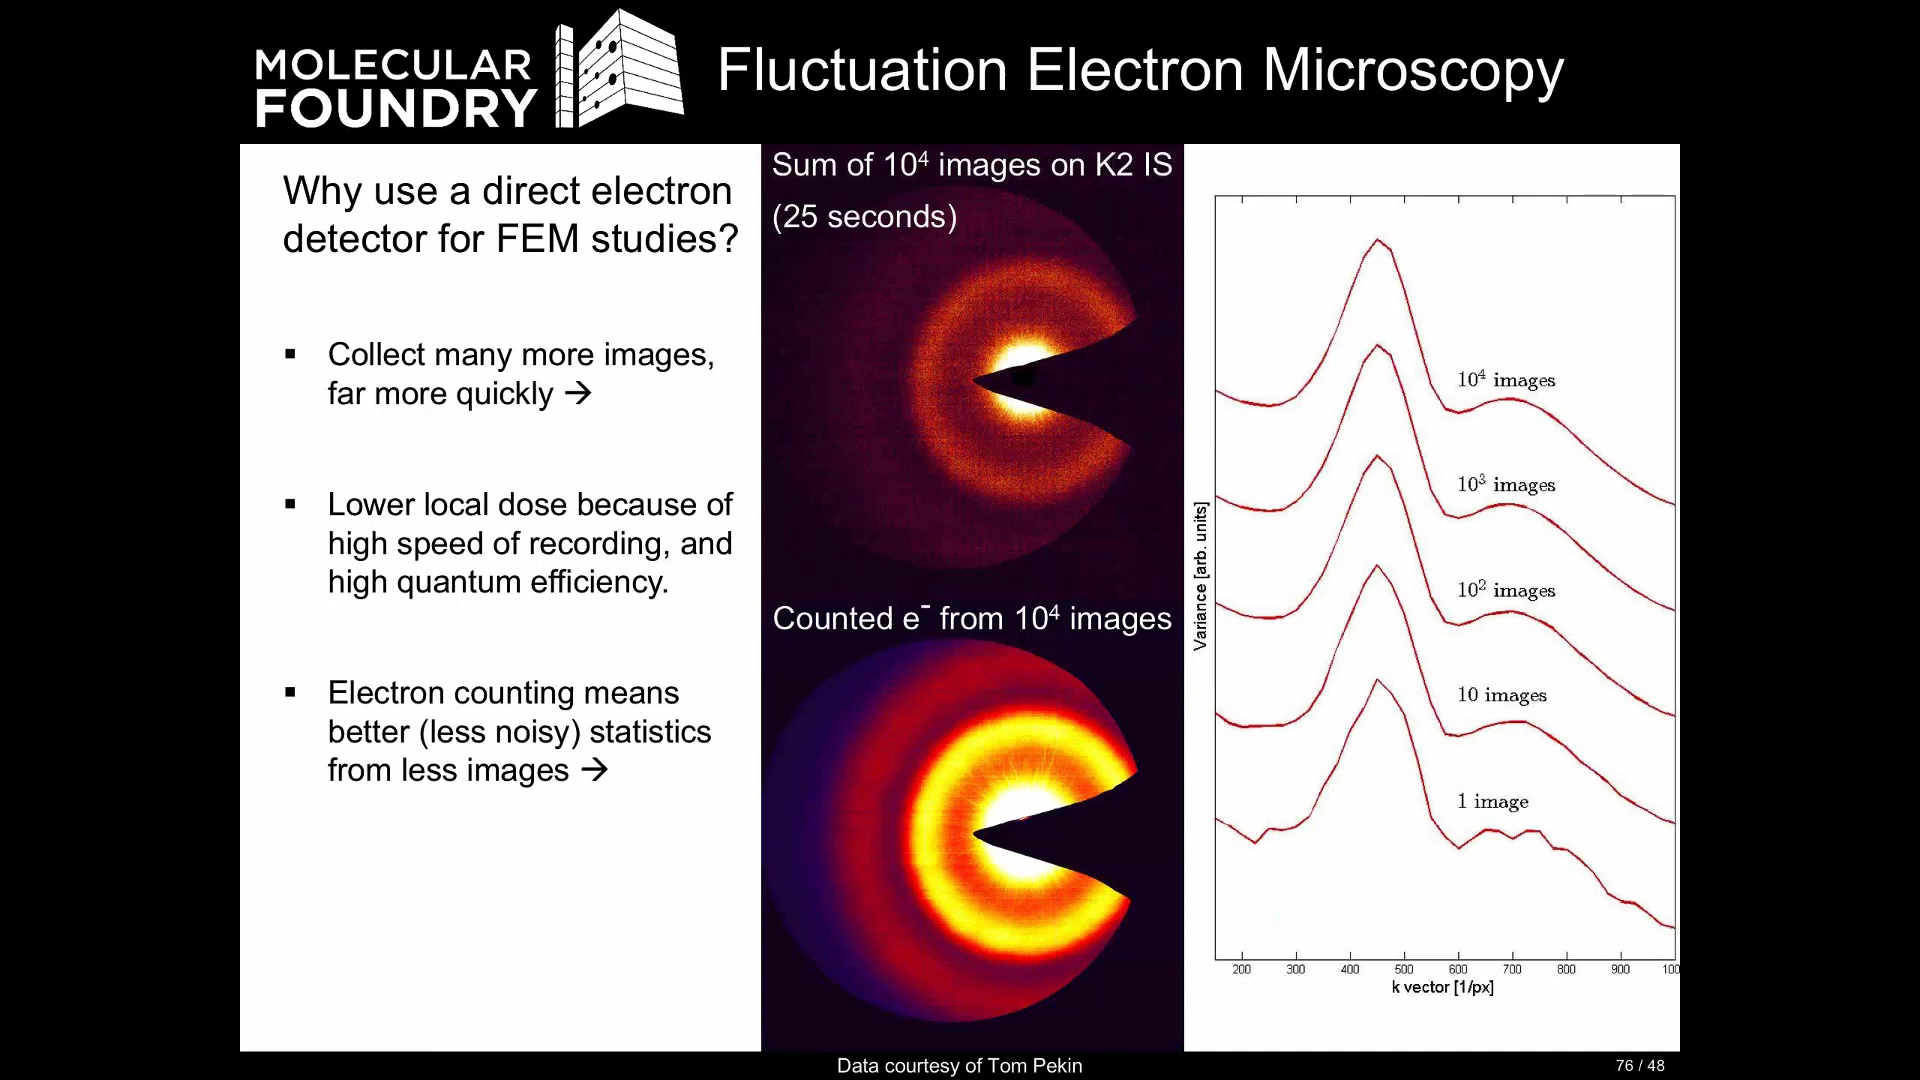 MOLECULAR
FOUNDRY
Fluctuation Electron Microscopy
Why use a direct electron
detector for FEM studies?
▪ Collect many more images,
far more quickly →
▪ Lower local dose because of
high speed of recording, and
high quantum efficiency.
▪ Electron counting means
better (less noisy) statistics
from less images →
Sum of 10⁴ images on K2 IS
(25 seconds)
Counted e⁻ from 10⁴ images
Variance [arb. units]
10⁴ images
10³ images
10² images
10 images
1 image
200 300 400 500 600 700 800 900 100
k vector [1/px]
Data courtesy of Tom Pekin
76 / 48